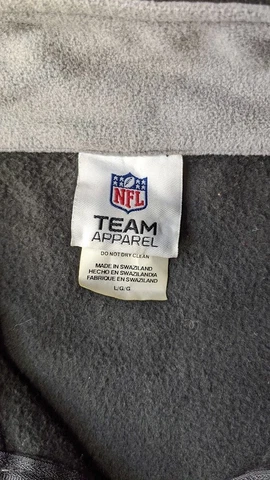 NFL
TEAM
APPAREL
DO NOT DRY CLEAN
MADE IN SWAZILAND
HECHO EN SWAZILANDIA
FABRIQUE EN SWAZILAND
L, G, G.